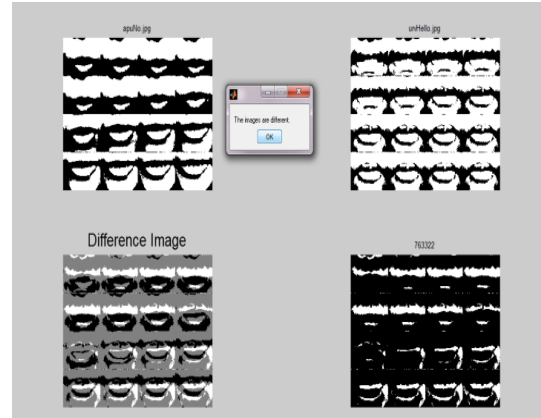 apuNo.jpg
unHello.jpg
The images are different.
OK
Difference Image
763322